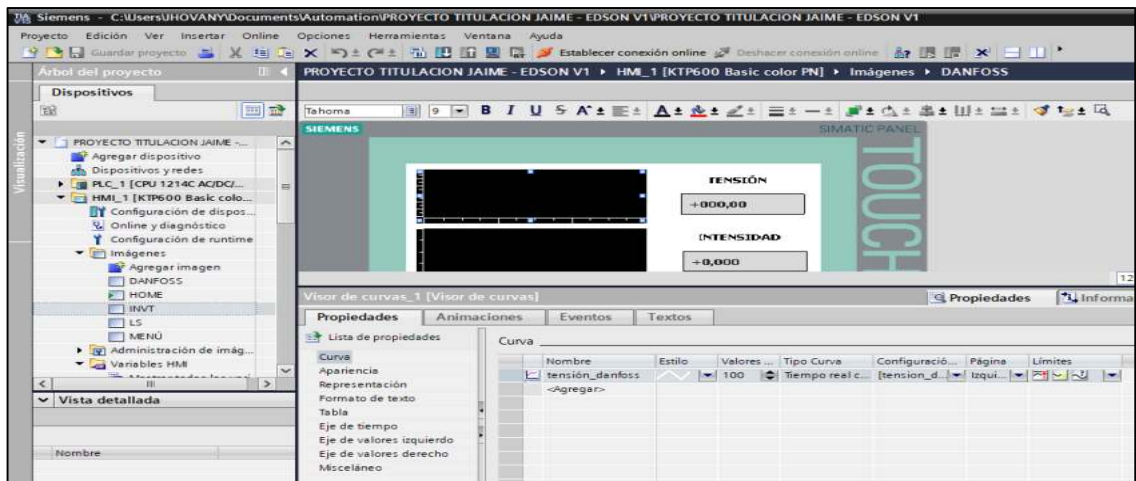 Siemens - C:\Users\JHOVANY\Documents\Automation\PROYECTO TITULACION JAIME - EDSON V1\PROYECTO TITULACION JAIME - EDSON V1
Proyecto Edición Ver Insertar Online Opciones Herramientas Ventana Ayuda
Guardar proyecto Establecer conexión online Deshacer conexión online
Árbol del proyecto PROYECTO TITULACION JAIME - EDSON V1 HMI_1 [KTP600 Basic color PN] Imágenes DANFOSS
Dispositivos
Visualización
Tahoma 9 B I U S A A
SIEMENS SIMATIC PANEL
TOUCH
PROYECTO TITULACION JAIME -...
Agregar dispositivo
Dispositivos y redes
PLC_1 [CPU 1214C AC/DC/...
HMI_1 [KTP600 Basic colo...
Configuración de dispos...
Online y diagnóstico
Configuración de runtime
Imágenes
Agregar imagen
DANFOSS
HOME
INVT
LS
MENÚ
Administración de imág...
Variables HMI
TENSIÓN
+000,00
INTENSIDAD
+0,000
12
Vista detallada
Nombre
Visor de curvas_1 [Visor de curvas] Propiedades Informa
Propiedades Animaciones Eventos Textos
Lista de propiedades
Curva
Apariencia
Representación
Formato de texto
Tabla
Eje de tiempo
Eje de valores izquierdo
Eje de valores derecho
Misceláneo
Curva
Nombre Estilo Valores ... Tipo Curva Configuració... Página Límites
tensión_danfoss 100 Tiempo real c... [tension_d... Izqui...
<Agregar>